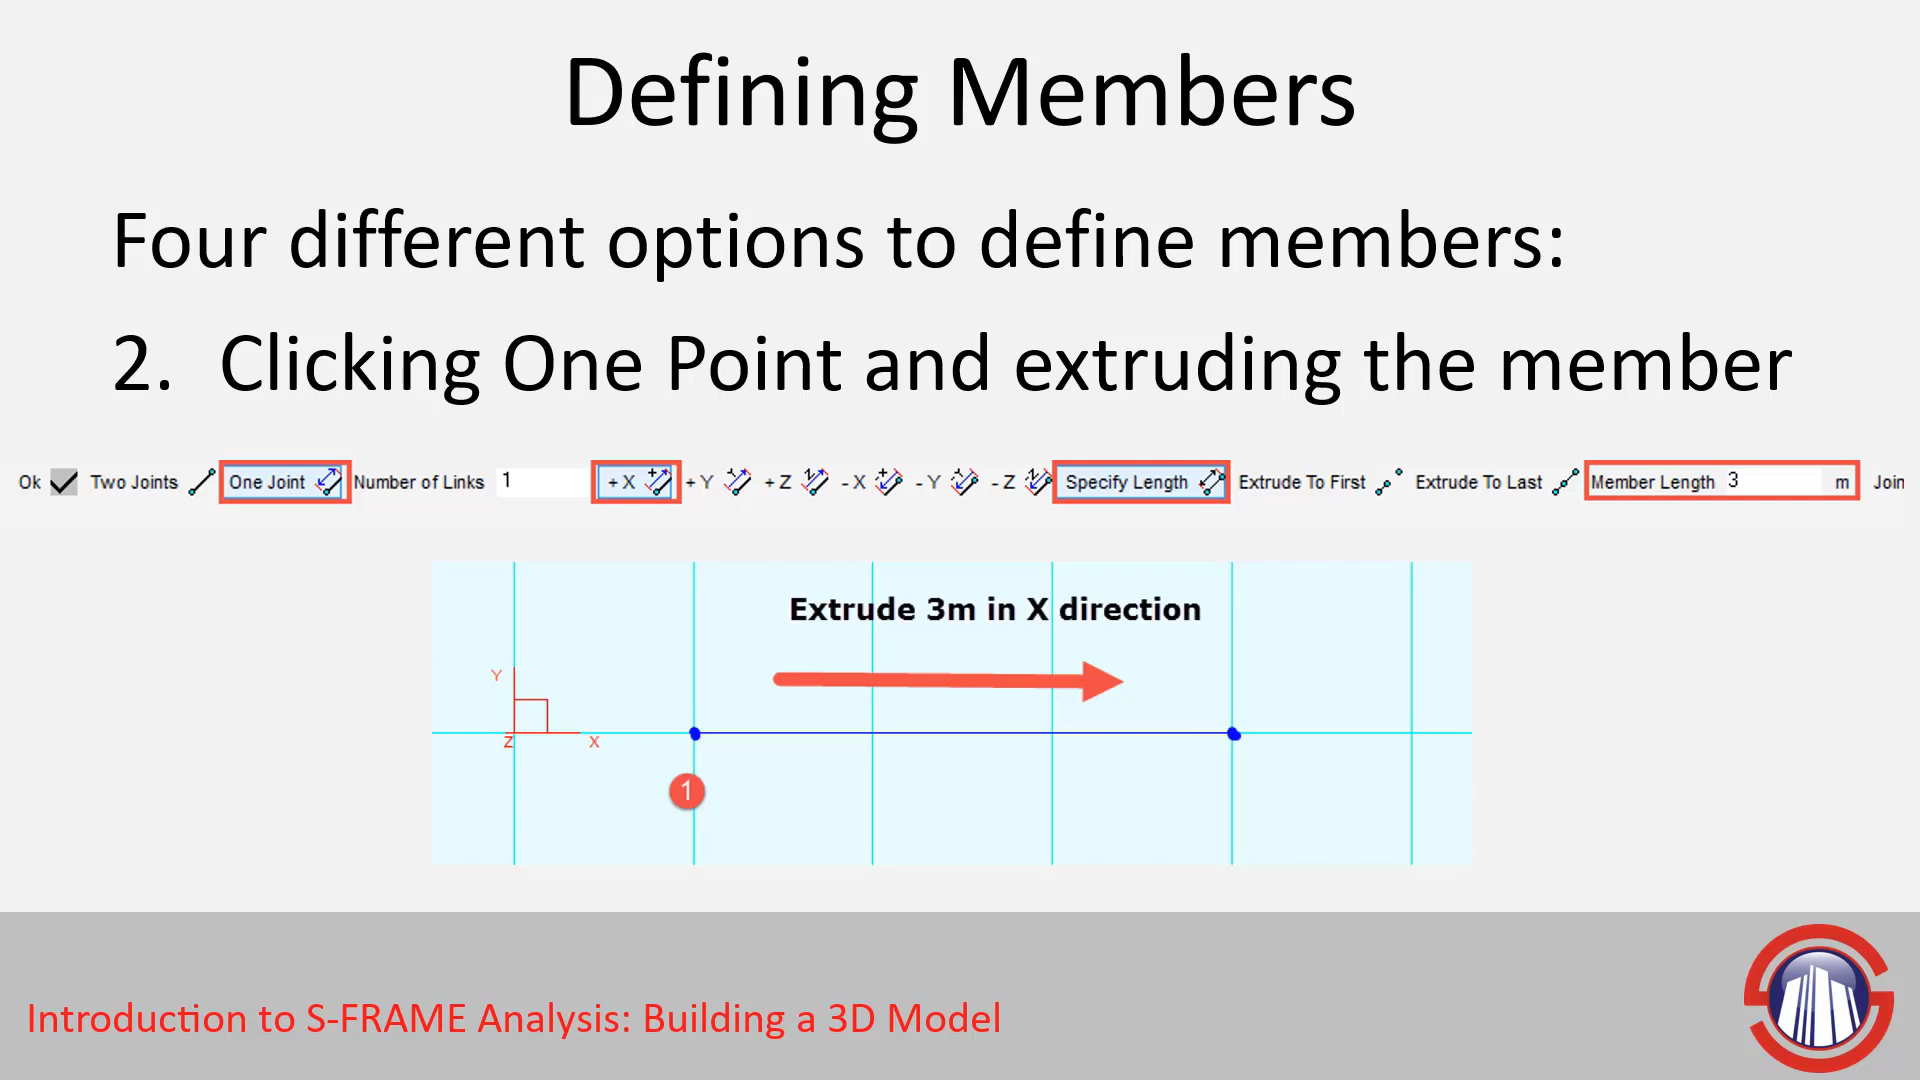 Defining Members
Four different options to define members:
2. Clicking One Point and extruding the member
Ok Two Joints One Joint Number of Links 1 + X + Y + Z - X - Y - Z Specify Length Extrude To First Extrude To Last Member Length 3 m Join
Extrude 3m in X direction
Y
Z X
1
Introduction to S-FRAME Analysis: Building a 3D Model